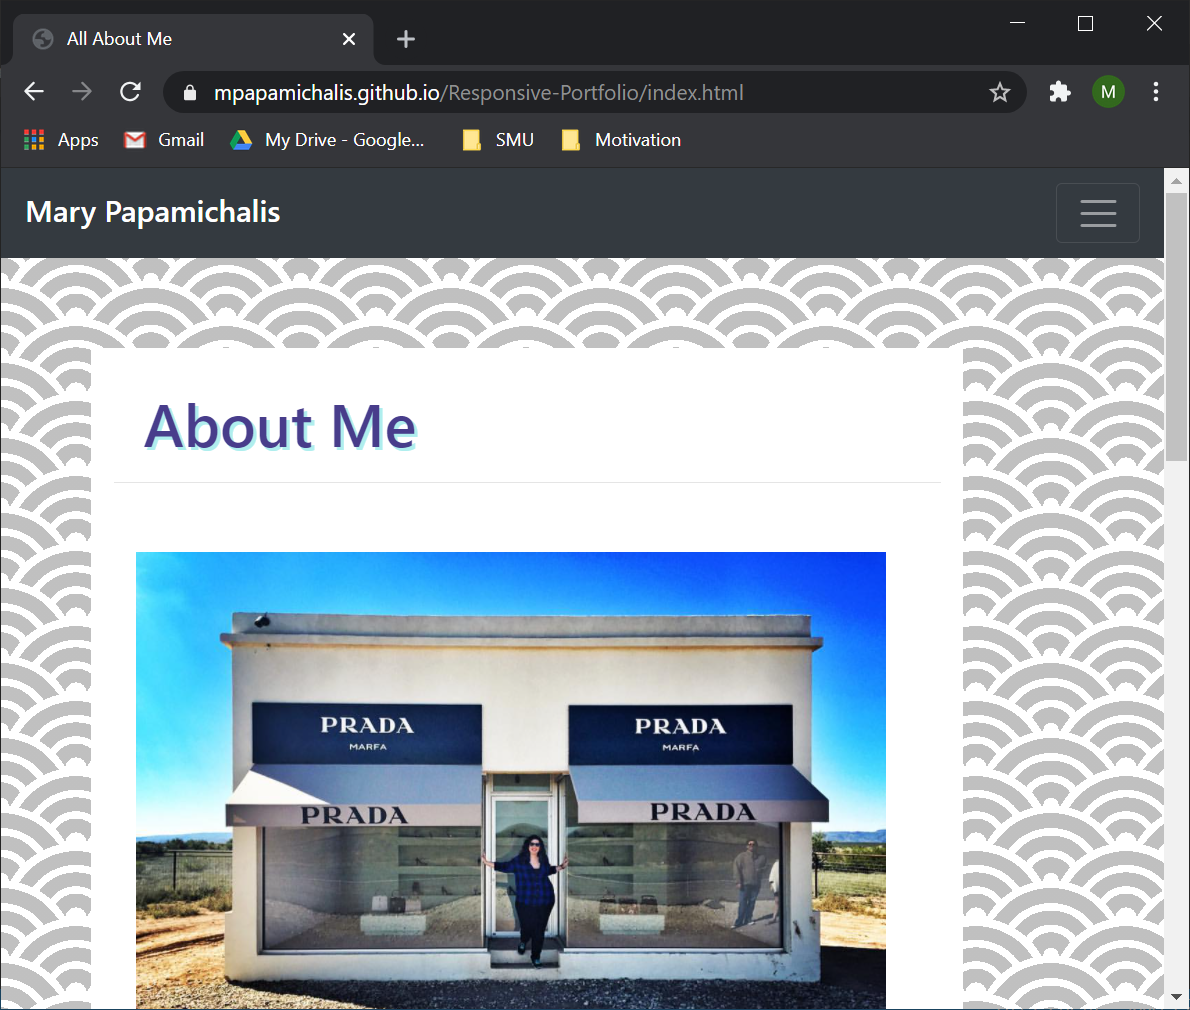 All About Me
mpapamichalis.github.io/Responsive-Portfolio/index.html
M
Apps
Gmail
My Drive - Google...
SMU
Motivation
Mary Papamichalis
About Me
PRADA
MARFA
PRADA
MARFA
PRADA
PRADA